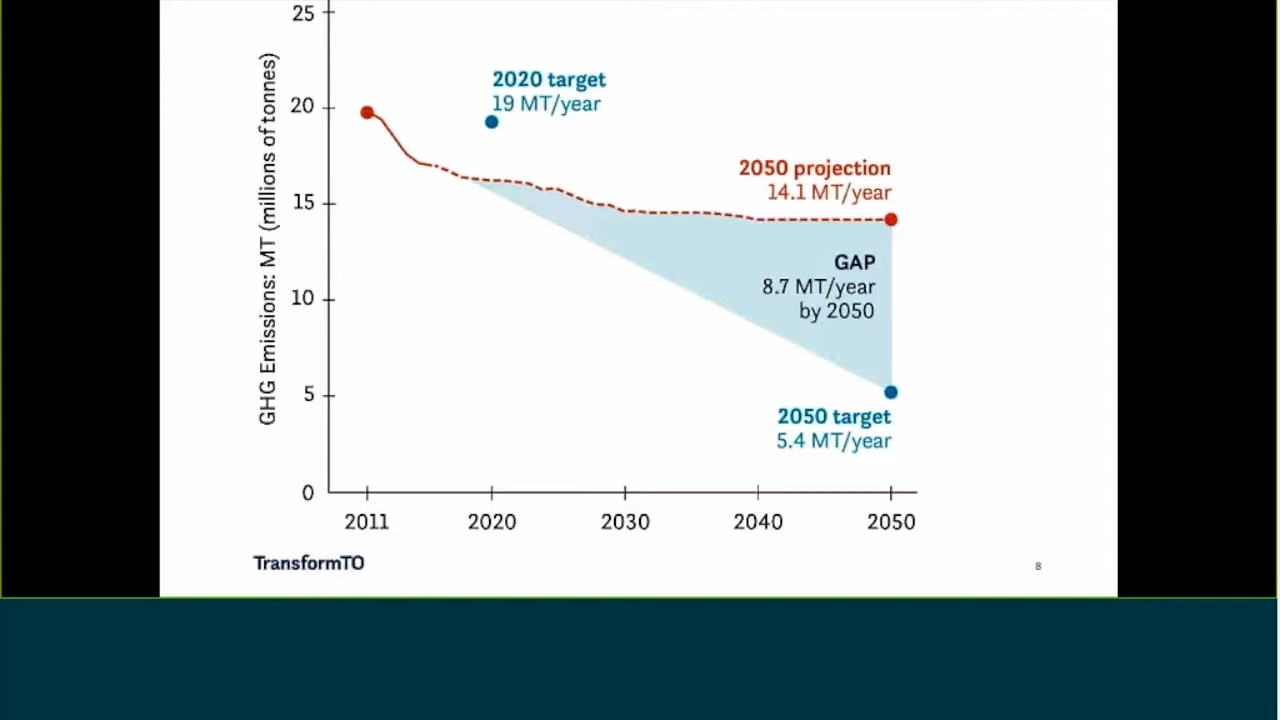 25
20
15
10
5
0
GHG Emissions: MT (millions of tonnes)
2020 target
19 MT/year
2050 projection
14.1 MT/year
GAP
8.7 MT/year
by 2050
2050 target
5.4 MT/year
2011 2020 2030 2040 2050
TransformTO
8